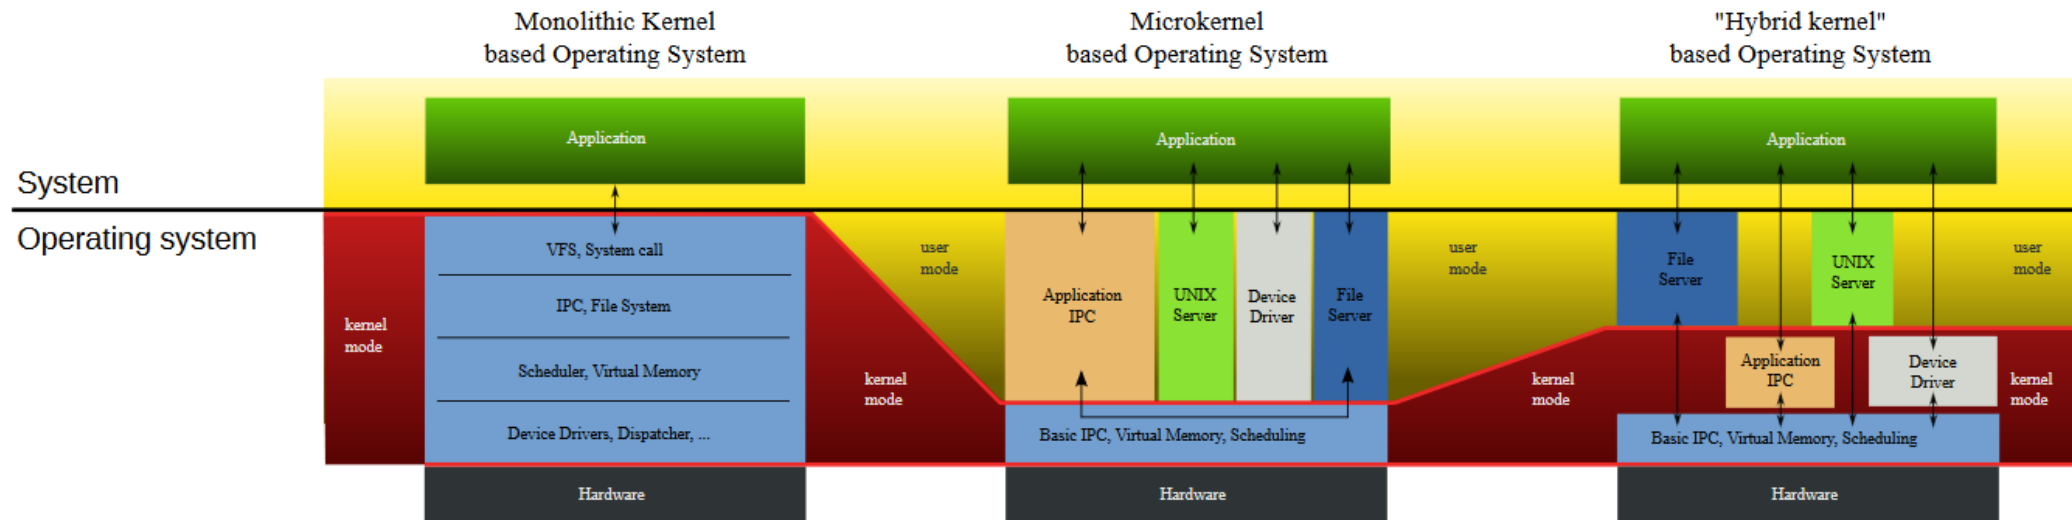 Monolithic Kernel
based Operating System
Microkernel
based Operating System
"Hybrid kernel"
based Operating System
Application
Application
Application
System
Operating system
VFS, System call
IPC, File System
Scheduler, Virtual Memory
Device Drivers, Dispatcher, ...
kernel
mode
kernel
mode
user
mode
Application
IPC
UNIX
Server
Device
Driver
File
Server
Basic IPC, Virtual Memory, Scheduling
user
mode
kernel
mode
File
Server
UNIX
Server
user
mode
Application
IPC
Device
Driver
kernel
mode
Basic IPC, Virtual Memory, Scheduling
Hardware
Hardware
Hardware